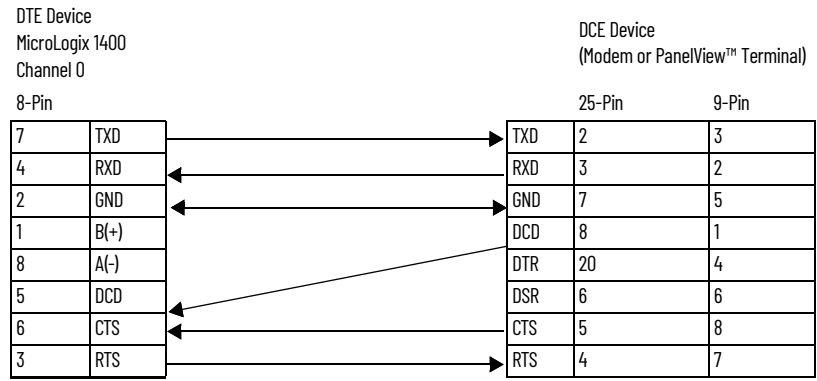 DTE Device
MicroLogix 1400
Channel 0
8-Pin
DCE Device
(Modem or PanelView™ Terminal)
25-Pin 9-Pin
7 TXD TXD 2 3
4 RXD RXD 3 2
2 GND GND 7 5
1 B(+) DCD 8 1
8 A(-) DTR 20 4
5 DCD DSR 6 6
6 CTS CTS 5 8
3 RTS RTS 4 7